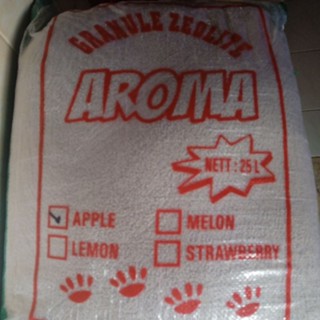 GRANULE ZEOLITE
AROMA
NETT : 25 L
APPLE
MELON
LEMON
STRAWBERRY